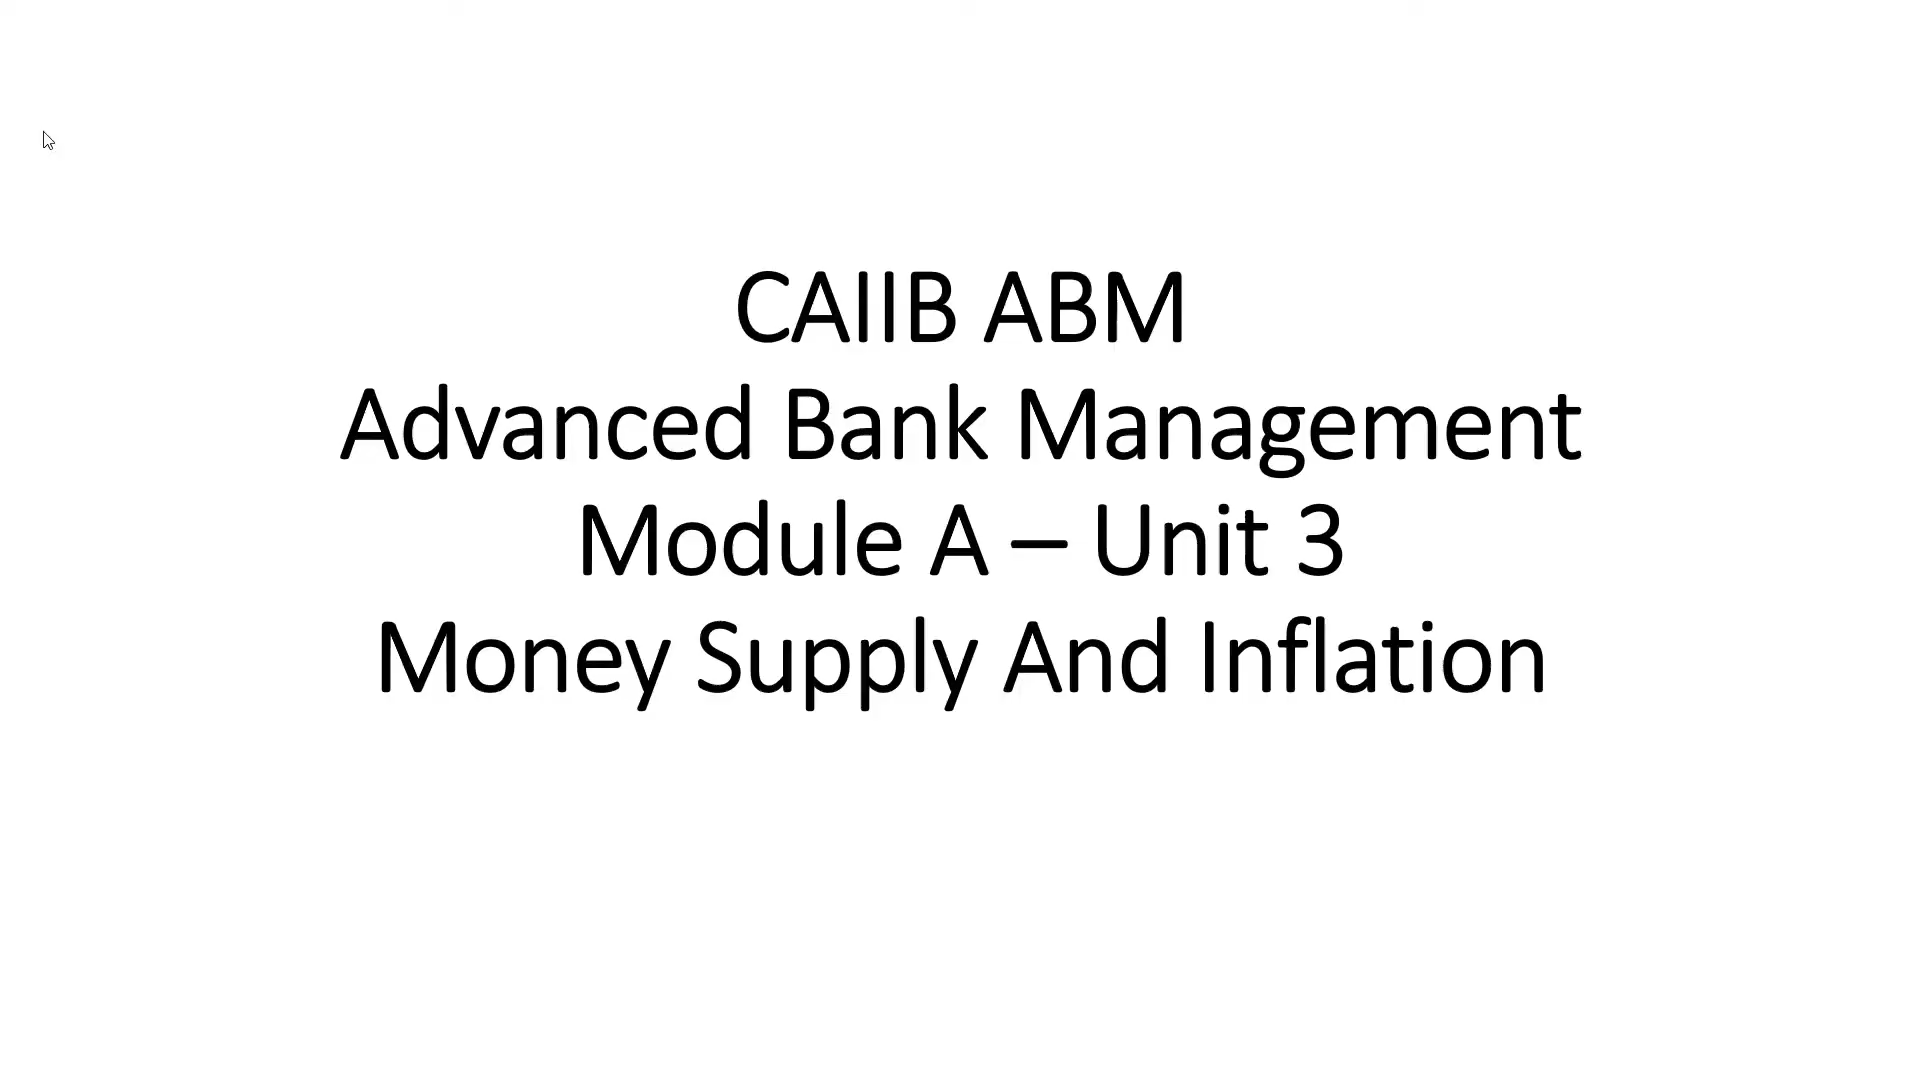 CAIIB ABM
Advanced Bank Management
Module A – Unit 3
Money Supply And Inflation